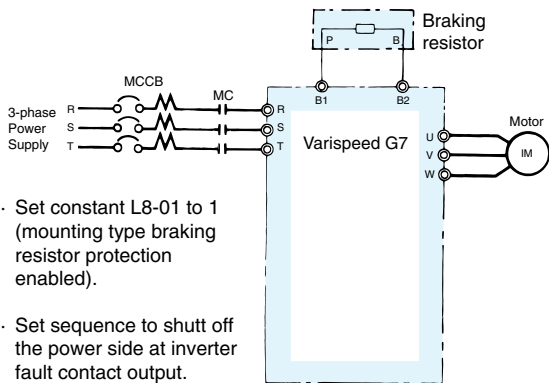 Braking
resistor
P B
B1 B2
MCCB
MC
3-phase R R
Power S S
Supply T T
Varispeed G7
Motor
U
V IM
W
· Set constant L8-01 to 1
(mounting type braking
resistor protection
enabled).
· Set sequence to shutt off
the power side at inverter
fault contact output.